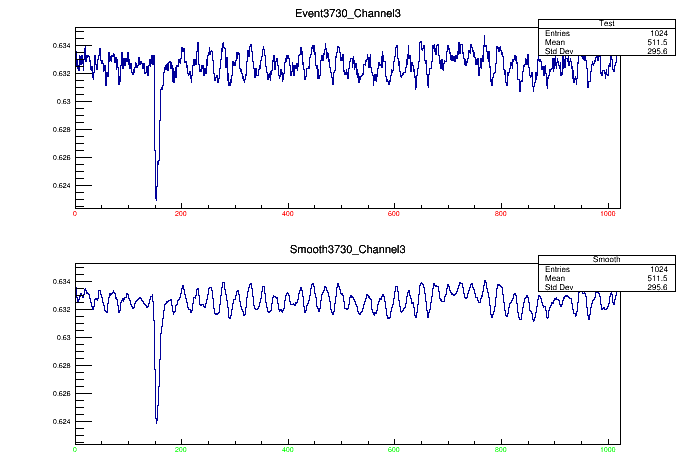 Event3730_Channel3
Test
Entries 1024
Mean 511.5
Std Dev 295.6
0.634
0.632
0.63
0.628
0.626
0.624
0 200 400 600 800 1000
Smooth3730_Channel3
Smooth
Entries 1024
Mean 511.5
Std Dev 295.6
0.634
0.632
0.63
0.628
0.626
0.624
0 200 400 600 800 1000